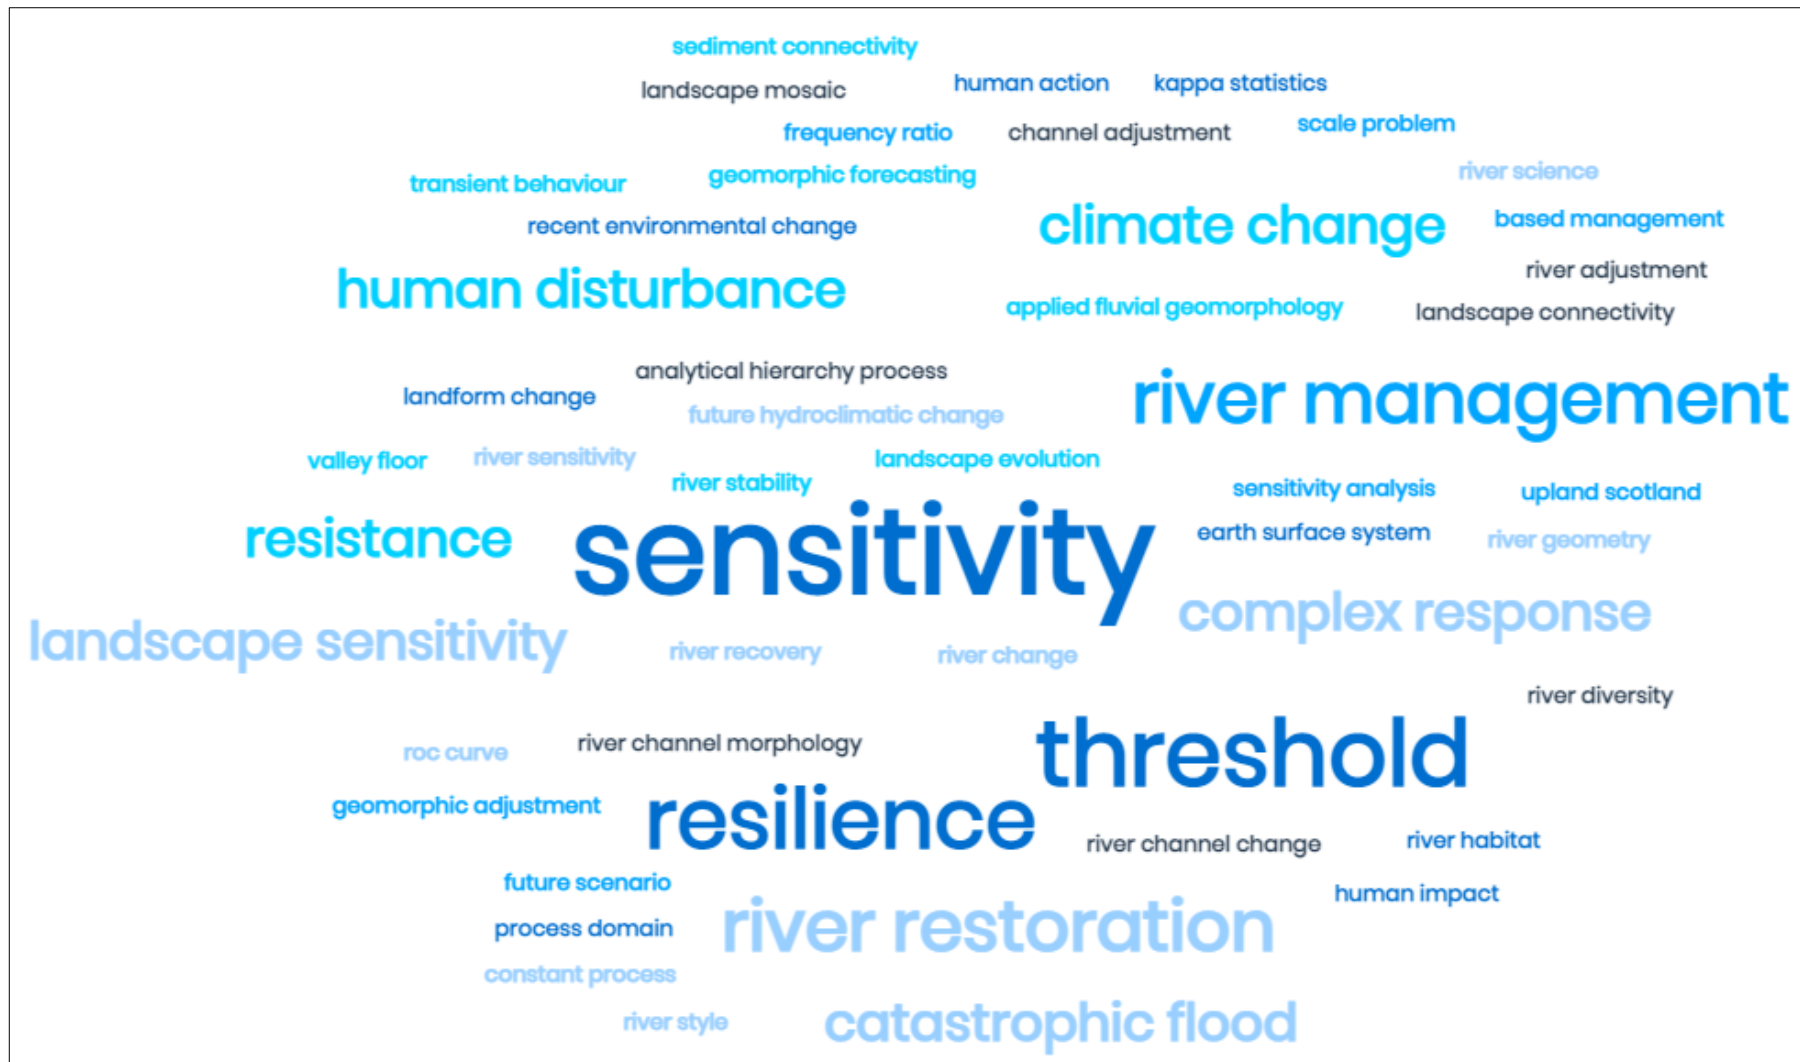 sediment connectivity
landscape mosaic
human action
kappa statistics
frequency ratio
channel adjustment
scale problem
transient behaviour
geomorphic forecasting
river science
recent environmental change
climate change
based management
human disturbance
river adjustment
applied fluvial geomorphology
landscape connectivity
analytical hierarchy process
landform change
future hydroclimatic change
river management
valley floor
river sensitivity
landscape evolution
river stability
sensitivity analysis
upland scotland
resistance
sensitivity
earth surface system
river geometry
landscape sensitivity
complex response
river recovery
river change
river diversity
roc curve
river channel morphology
threshold
geomorphic adjustment
resilience
river channel change
river habitat
future scenario
human impact
process domain
river restoration
constant process
river style
catastrophic flood